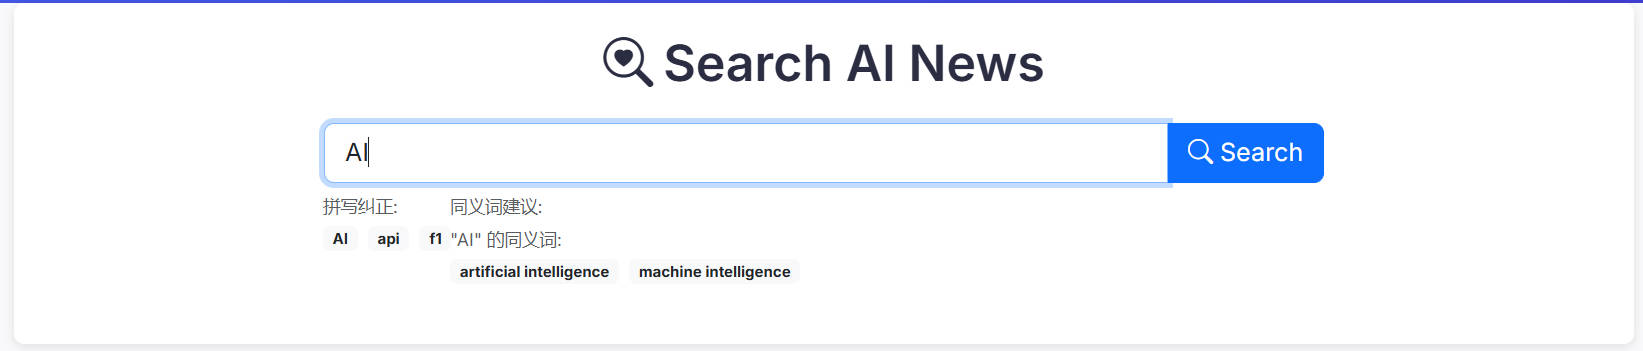 Search AI News
AI
Search
拼写纠正:
AI api f1
同义词建议:
"AI" 的同义词:
artificial intelligence machine intelligence